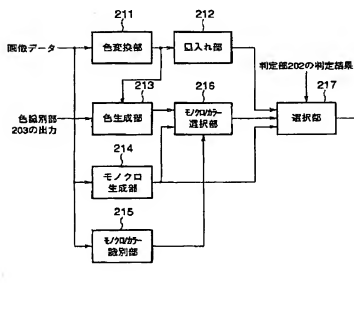 211
212
画像データ
色変換部
口入れ部
判定部202の判定結果
213
216
217
色識別部
203の出力
色生成部
モノクロ/カラー
選択部
選択部
214
モノクロ
生成部
215
モノクロ/カラー
識別部